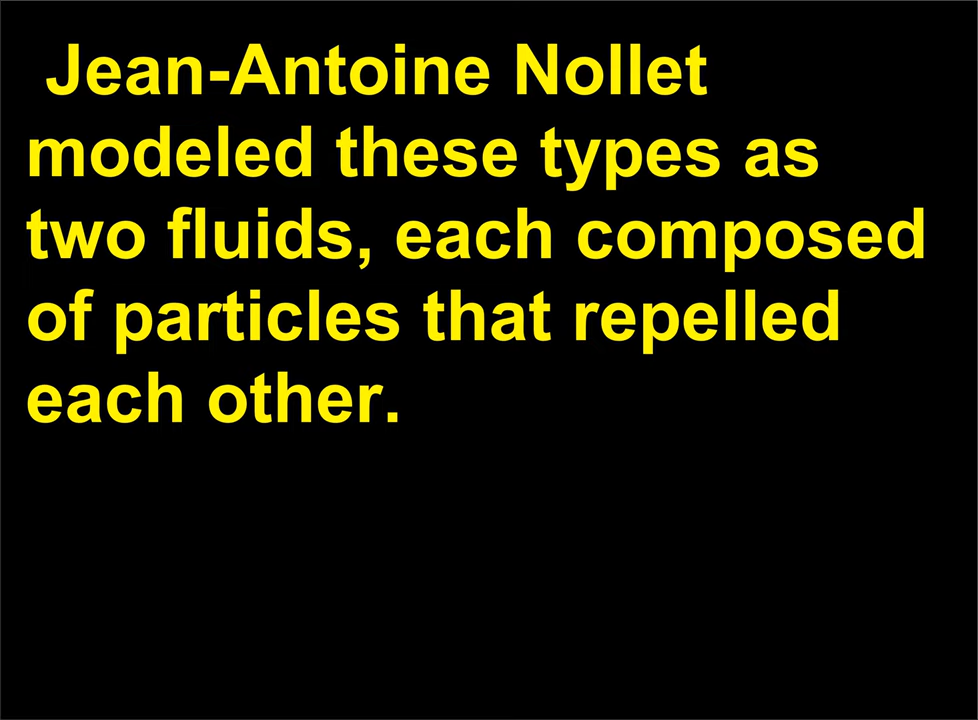 Jean-Antoine Nollet
modeled these types as
two fluids, each composed
of particles that repelled
each other.